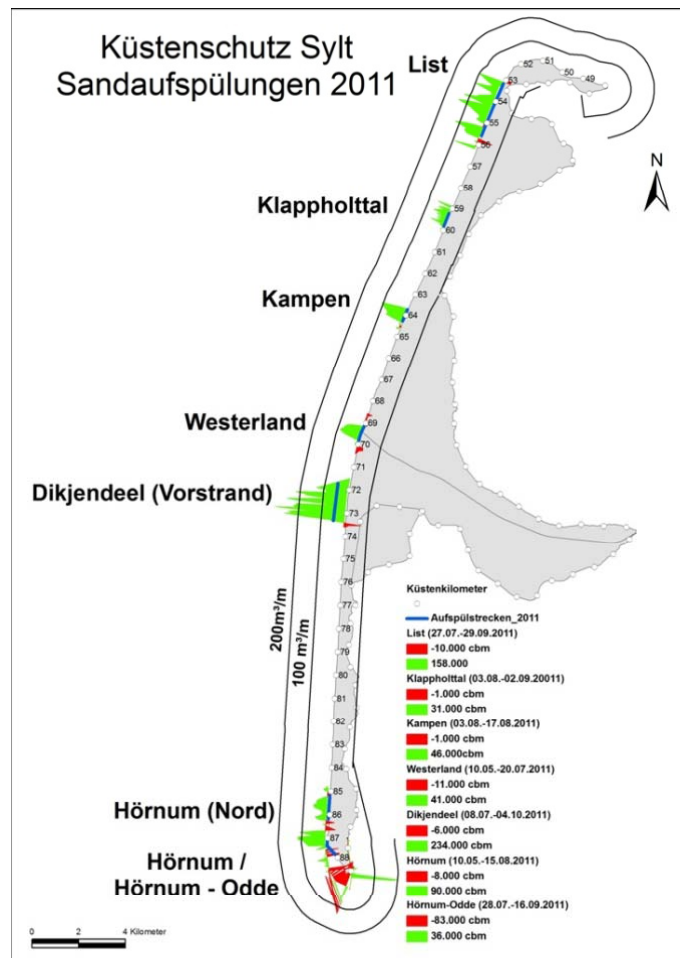 Küstenschutz Sylt
Sandaufspülungen 2011
List
52
51
50
49
53
54
55
56
57
58
N
Klappholttal
59
60
61
62
Kampen
63
64
65
66
67
68
Westerland
69
70
71
Dikjendeel (Vorstrand)
72
73
74
75
76
77
78
79
80
81
82
83
84
200m³/m
100 m³/m
Küstenkilometer
Aufspülstrecken_2011
List (27.07.-29.09.2011)
-10.000 cbm
158.000
Klappholttal (03.08.-02.09.20011)
-1.000 cbm
31.000 cbm
Kampen (03.08.-17.08.2011)
-1.000 cbm
46.000cbm
Westerland (10.05.-20.07.2011)
-11.000 cbm
41.000 cbm
Dikjendeel (08.07.-04.10.2011)
-6.000 cbm
234.000 cbm
Hörnum (10.05.-15.08.2011)
-8.000 cbm
90.000 cbm
Hörnum-Odde (28.07.-16.09.2011)
-83.000 cbm
36.000 cbm
85
Hörnum (Nord)
86
87
88
Hörnum /
Hörnum - Odde
0 2 4 Kilometer